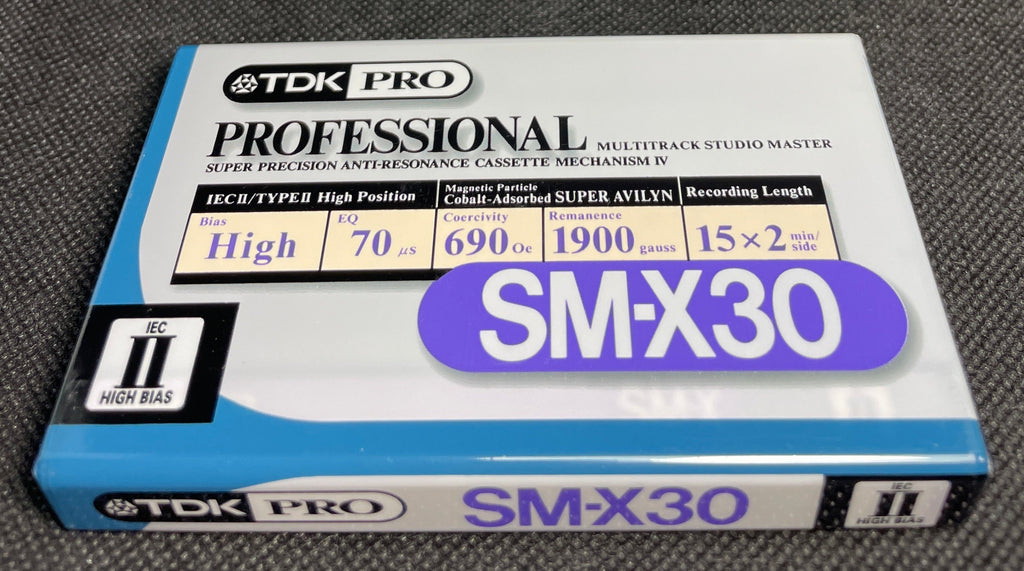 TDK PRO
PROFESSIONAL MULTITRACK STUDIO MASTER
SUPER PRECISION ANTI-RESONANCE CASSETTE MECHANISM IV
IECII/TYPEII High Position
Magnetic Particle
Cobalt-Adsorbed SUPER AVILYN
Recording Length
Bias
High
EQ
70 µs
Coercivity
690 Oe
Remanence
1900 gauss
15×2 min/side
SM-X30
IEC
II
HIGH BIAS
TDK PRO
SM-X30
IEC
II
HIGH BIAS